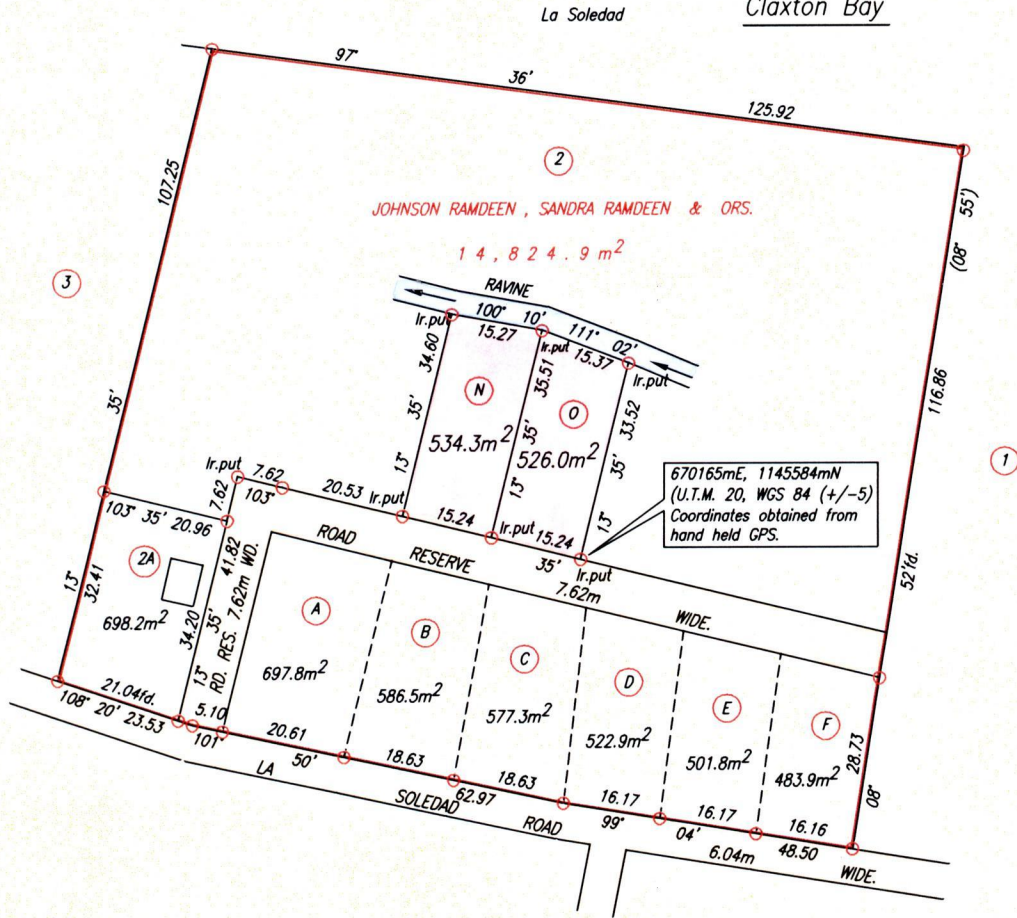 La Soledad
Claxton Bay
97°
36'
125.92
2
JOHNSON RAMDEEN , SANDRA RAMDEEN & ORS.
14,824.9m²
107.25
(08° 55')
3
RAVINE
100° 10'
111° 02'
Ir.put
15.27
Ir.put
15.37
Ir.put
34.60
35.51
33.52
116.86
N
O
35'
35'
35'
35'
534.3m²
526.0m²
1
13°
13°
13°
670165mE, 1145584mN
(U.T.M. 20, WGS 84 (+/-5)
Coordinates obtained from
hand held GPS.
Ir.put
7.62
103°
20.53
Ir.put
15.24
Ir.put
15.24
35'
Ir.put
7.62
103° 35' 20.96
ROAD
RESERVE
7.62m
WIDE.
52'fd.
13°
32.41
2A
698.2m²
41.82
34.20
35'
13°
RD. RES. 7.62m WD.
A
697.8m²
B
586.5m²
C
577.3m²
D
522.9m²
E
501.8m²
F
483.9m²
28.73
08°
21.04fd.
108° 20' 23.53
5.10
101°
20.61
50'
18.63
62.97
18.63
16.17
99°
04'
16.17
16.16
48.50
LA
SOLEDAD
ROAD
6.04m
WIDE.